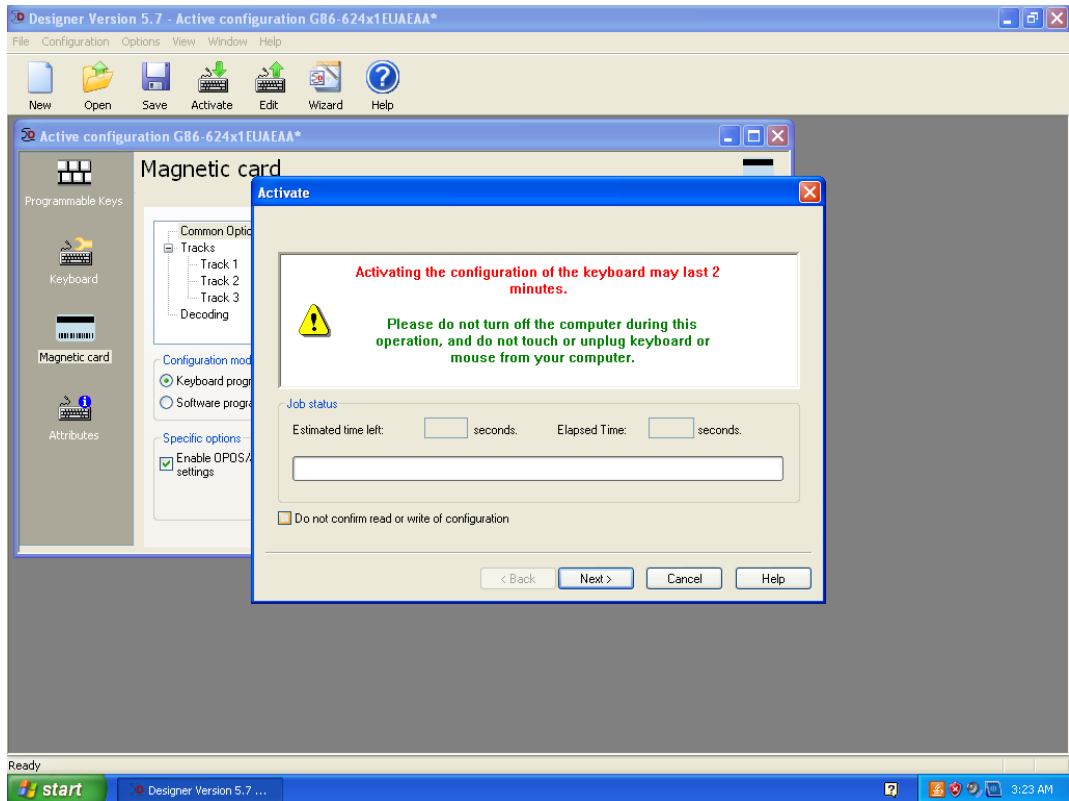 Designer Version 5.7 - Active configuration G86-624x1EUAEAA*
File Configuration Options View Window Help
New Open Save Activate Edit Wizard Help
Active configuration G86-624x1EUAEAA*
Programmable Keys
Keyboard
Magnetic card
Attributes
Magnetic card
Common Optio
Tracks
Track 1
Track 2
Track 3
Decoding
Configuration mod
Keyboard progr
Software progra
Specific options
Enable OPOS/
settings
Activate
Activating the configuration of the keyboard may last 2
minutes.
Please do not turn off the computer during this
operation, and do not touch or unplug keyboard or
mouse from your computer.
Job status
Estimated time left: seconds. Elapsed Time: seconds.
Do not confirm read or write of configuration
< Back Next > Cancel Help
Ready
start Designer Version 5.7 ... 3:23 AM